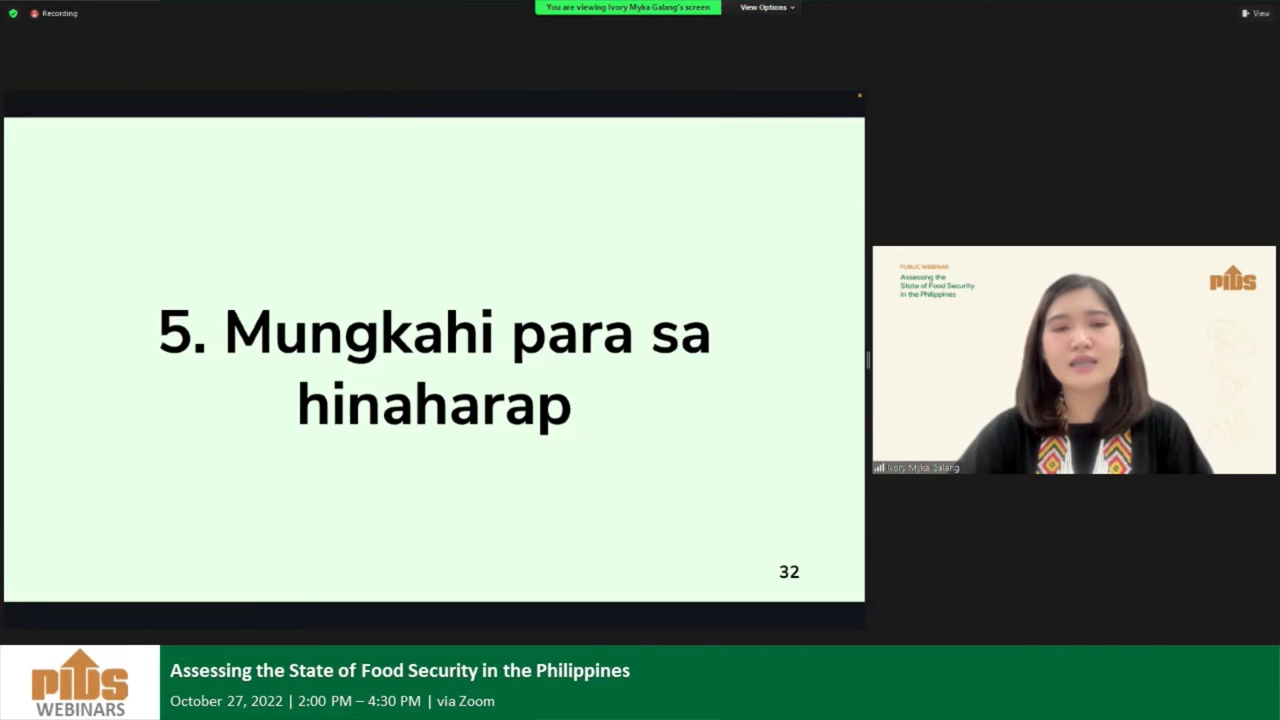 Recording
You are viewing Ivory Myka Galang's screen
View Options
View
5. Mungkahi para sa
hinaharap
32
PUBLIC WEBINAR
Assessing the
State of Food Security
in the Philippines
PIDS
Ivory Myka Galang
PIDS
WEBINARS
Assessing the State of Food Security in the Philippines
October 27, 2022 | 2:00 PM – 4:30 PM | via Zoom